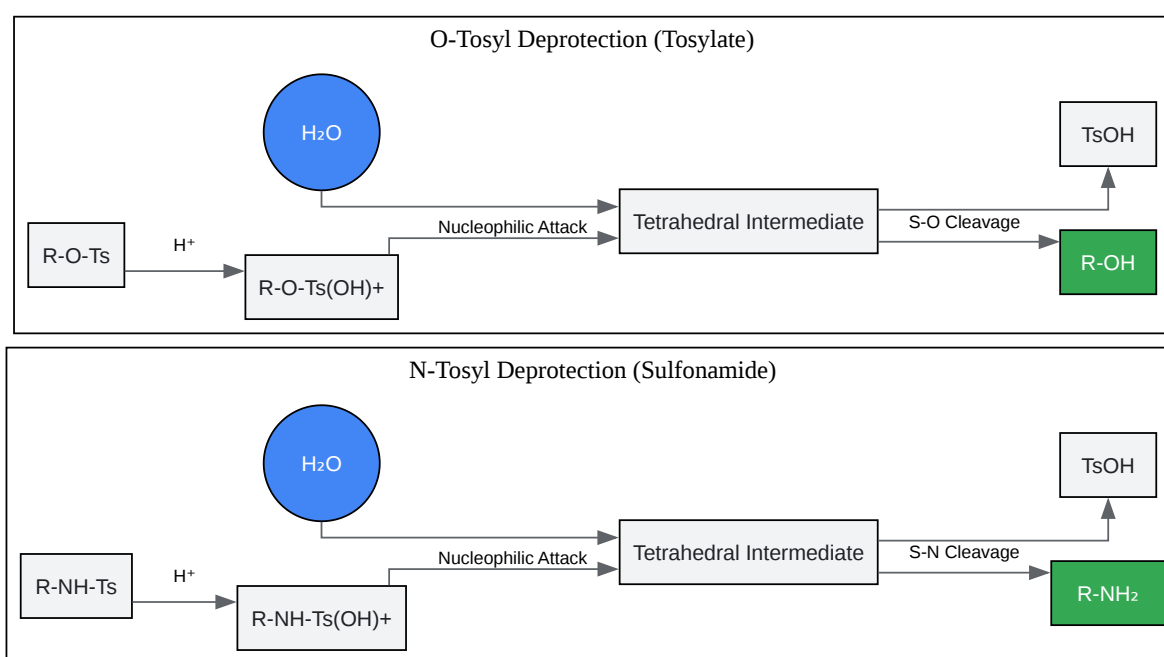 O-Tosyl Deprotection (Tosylate)
H₂O
TsOH
Tetrahedral Intermediate
S-O Cleavage
Nucleophilic Attack
R-O-Ts
H⁺
R-OH
R-O-Ts(OH)+
N-Tosyl Deprotection (Sulfonamide)
H₂O
TsOH
Tetrahedral Intermediate
S-N Cleavage
Nucleophilic Attack
R-NH-Ts
H⁺
R-NH₂
R-NH-Ts(OH)+